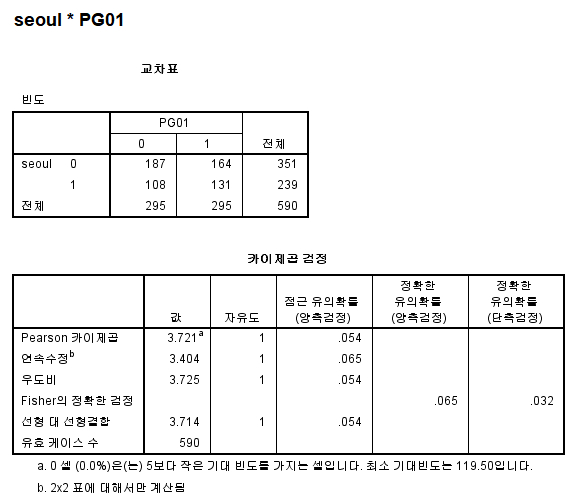 seoul * PG01
교차표
빈도
PG01
0 1 전체
seoul 0 187 164 351
1 108 131 239
전체 295 295 590
카이제곱 검정
값 자유도 점근 유의확률 (양측검정) 정확한 유의확률 (양측검정) 정확한 유의확률 (단측검정)
Pearson 카이제곱 3.721a 1 .054
연속수정b 3.404 1 .065
우도비 3.725 1 .054
Fisher의 정확한 검정 .065 .032
선형 대 선형결합 3.714 1 .054
유효 케이스 수 590
a. 0 셀 (0.0%)은(는) 5보다 작은 기대 빈도를 가지는 셀입니다. 최소 기대빈도는 119.50입니다.
b. 2x2 표에 대해서만 계산됨